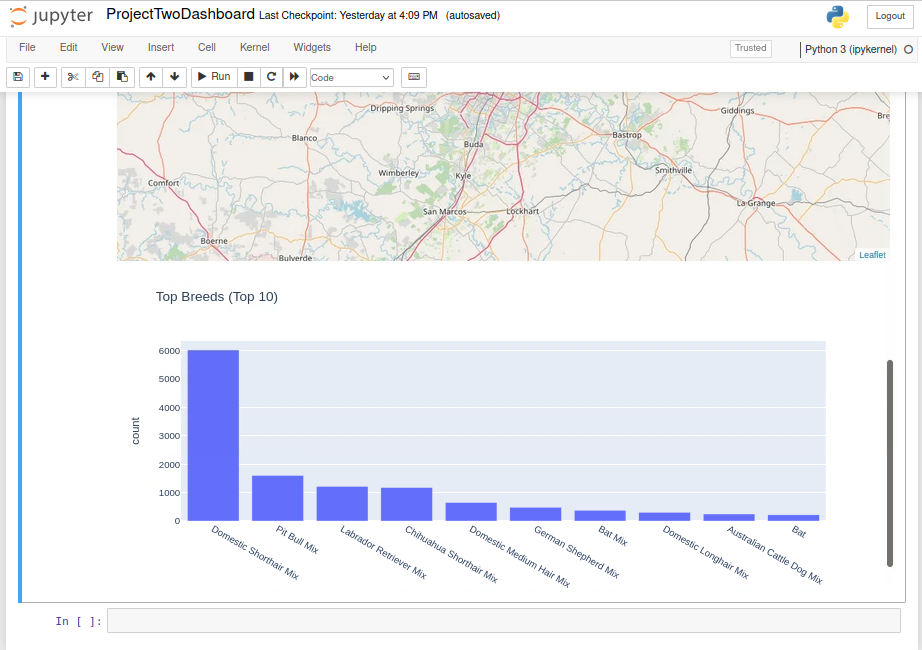 jupyter ProjectTwoDashboard Last Checkpoint: Yesterday at 4:09 PM (autosaved) Logout
File Edit View Insert Cell Kernel Widgets Help Trusted Python 3 (ipykernel)
Run Code
Dripping Springs
Giddings
Bre
Blanco
Bastrop
Buda
Wimberley
Kyle
Smithville
Comfort
La Grange
San Marcos
Lockhart
Boerne
Bulverde
Leaflet
Top Breeds (Top 10)
6000
5000
4000
3000
2000
1000
0
count
Domestic Shorthair Mix
Pit Bull Mix
Labrador Retriever Mix
Chihuahua Shorthair Mix
Domestic Medium Hair Mix
German Shepherd Mix
Bat Mix
Domestic Longhair Mix
Australian Cattle Dog Mix
Bat
In [ ]: